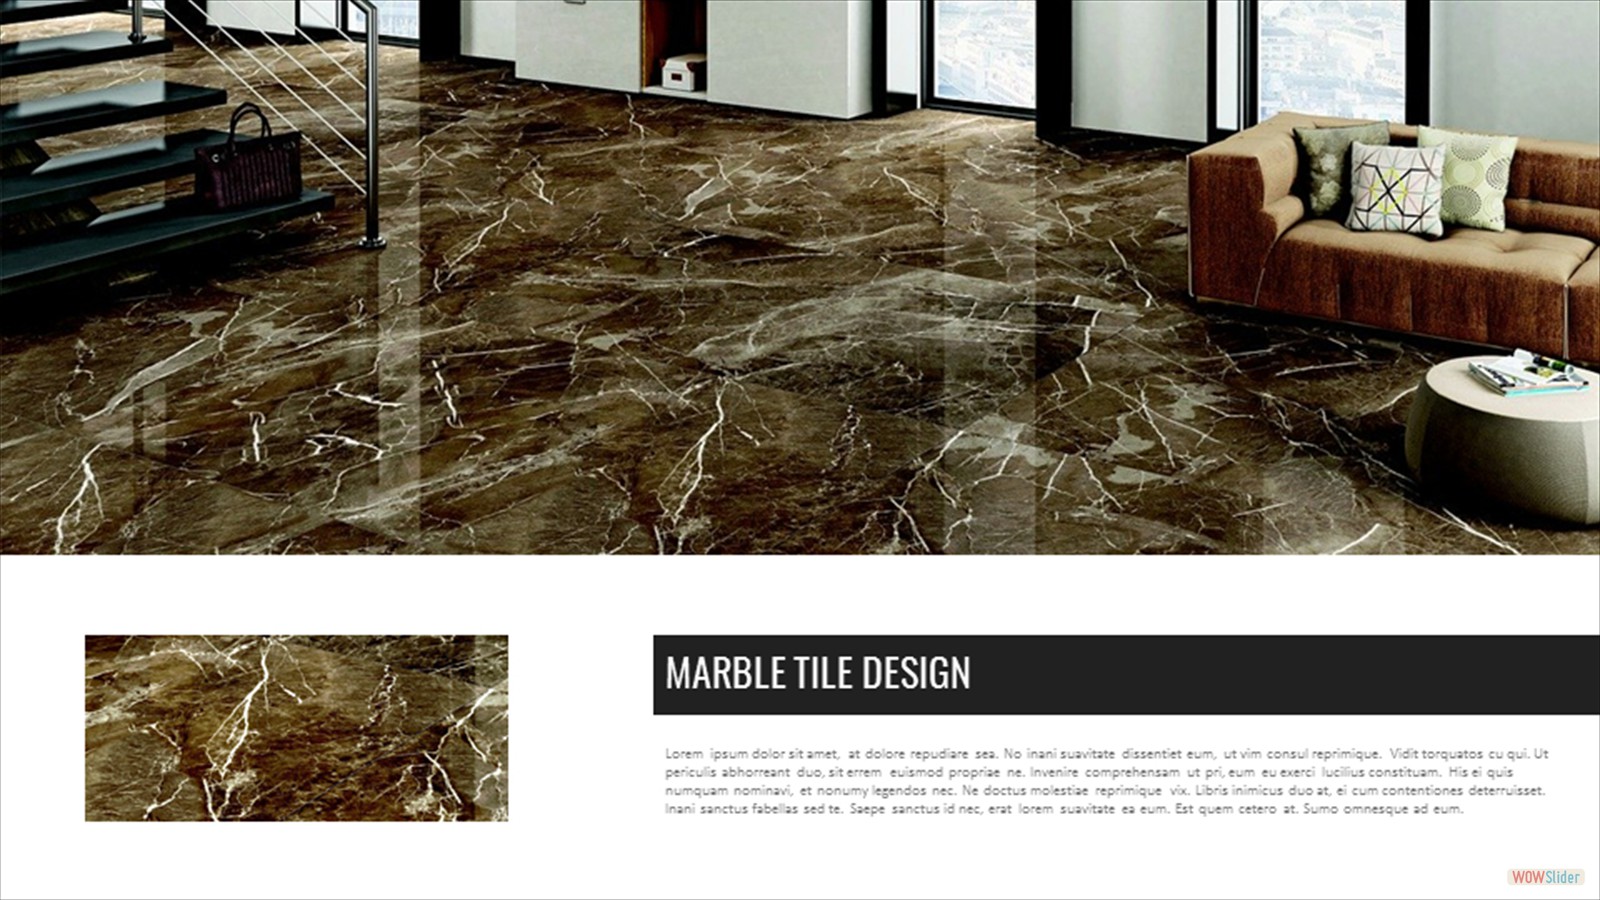 MARBLE TILE DESIGN
Lorem ipsum dolor sit amet, at dolore repudiare sea. No inani suavitate dissentiet eum, ut vim consul reprimique. Vidit torquatos cu qui. Ut
periculis abhorreant duo, sit errem euismod propriae ne. Invenire comprehensam ut pri, eum eu exerci lucilius constituam. His ei quis
numquam nominavi, et nonumy legendos nec. Ne doctus molestiae reprimique vix. Libris inimicus duo at, ei cum contentiones deterruisset.
Inani sanctus fabellas sed te. Saepe sanctus id nec, erat lorem suavitate ea eum. Est quem cetero at. Sumo omnesque ad eum.
WOWSlider